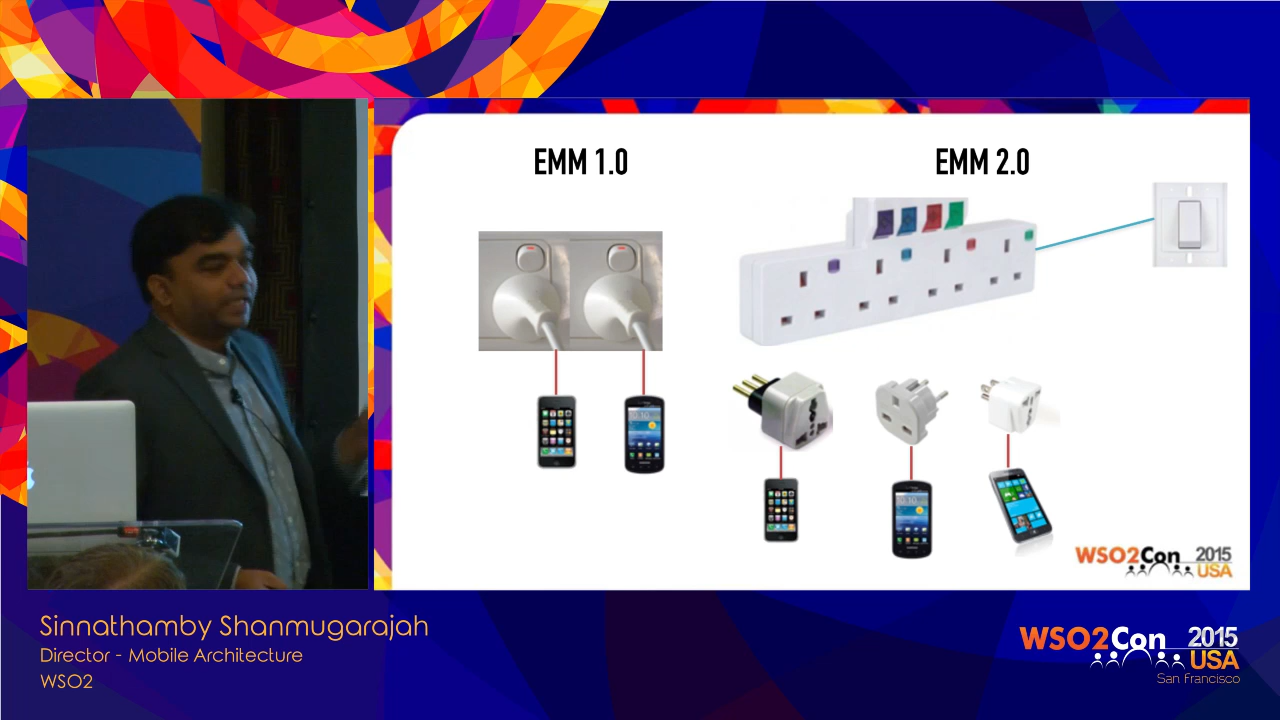 EMM 1.0
EMM 2.0
WSO2Con 2015
USA
Sinnathamby Shanmugarajah
Director - Mobile Architecture
WSO2
WSO2Con 2015
USA
San Francisco